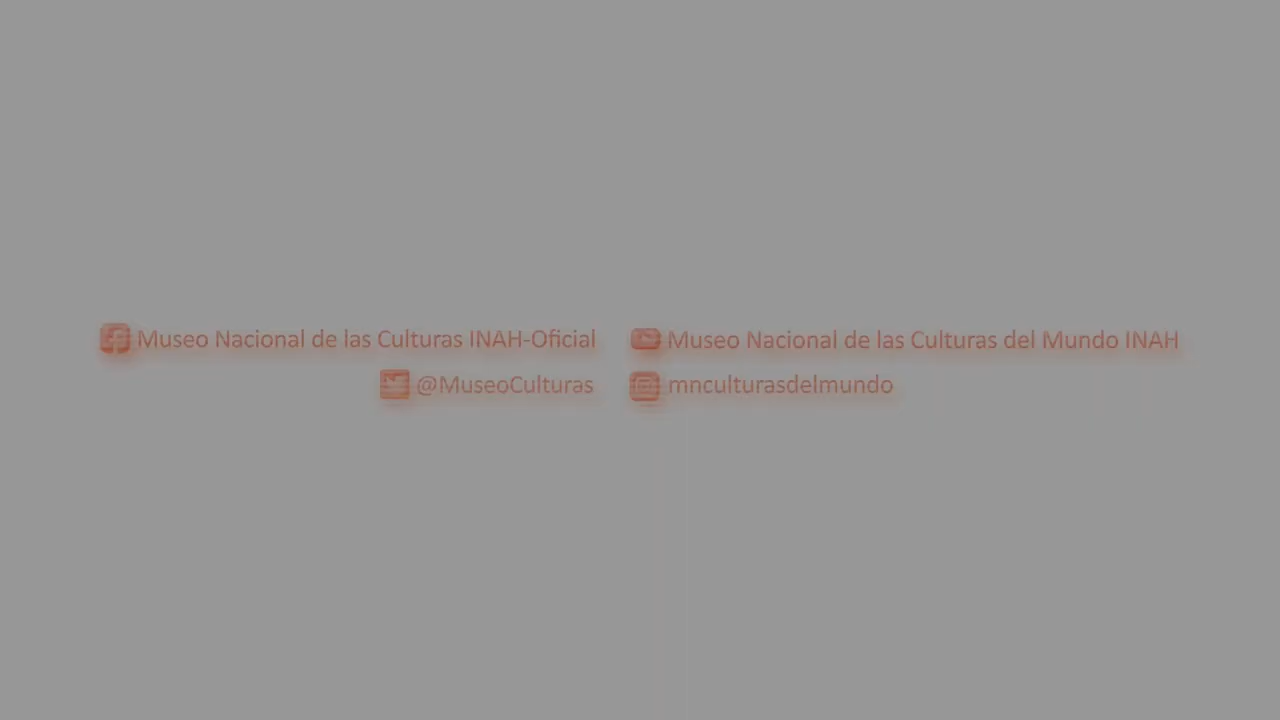 Museo Nacional de las Culturas INAH-Oficial
Museo Nacional de las Culturas del Mundo INAH
@MuseoCulturas
mnculturasdelmundo